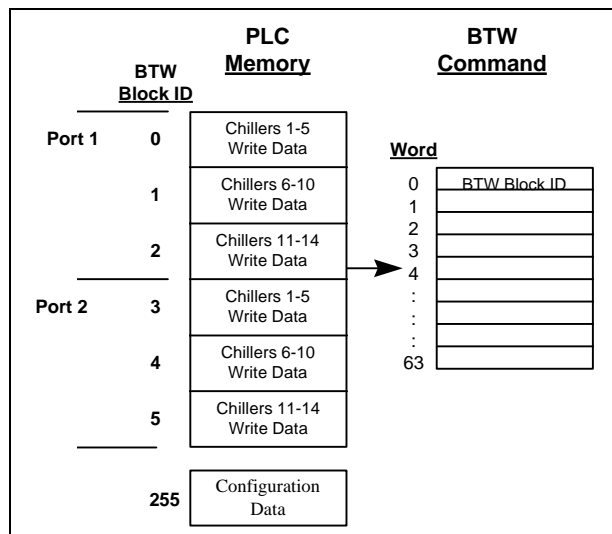 PLC
Memory
BTW
Command
BTW
Block ID
Port 1
0
Chillers 1-5
Write Data
1
Chillers 6-10
Write Data
2
Chillers 11-14
Write Data
Port 2
3
Chillers 1-5
Write Data
4
Chillers 6-10
Write Data
5
Chillers 11-14
Write Data
255
Configuration
Data
Word
0 BTW Block ID
1
2
3
4
:
:
:
63